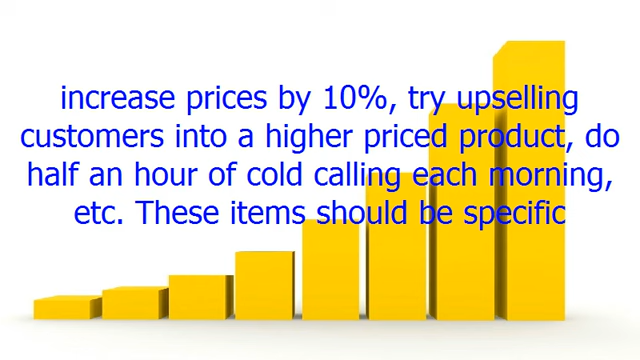 increase prices by 10%, try upselling
customers into a higher priced product, do
half an hour of cold calling each morning,
etc. These items should be specific